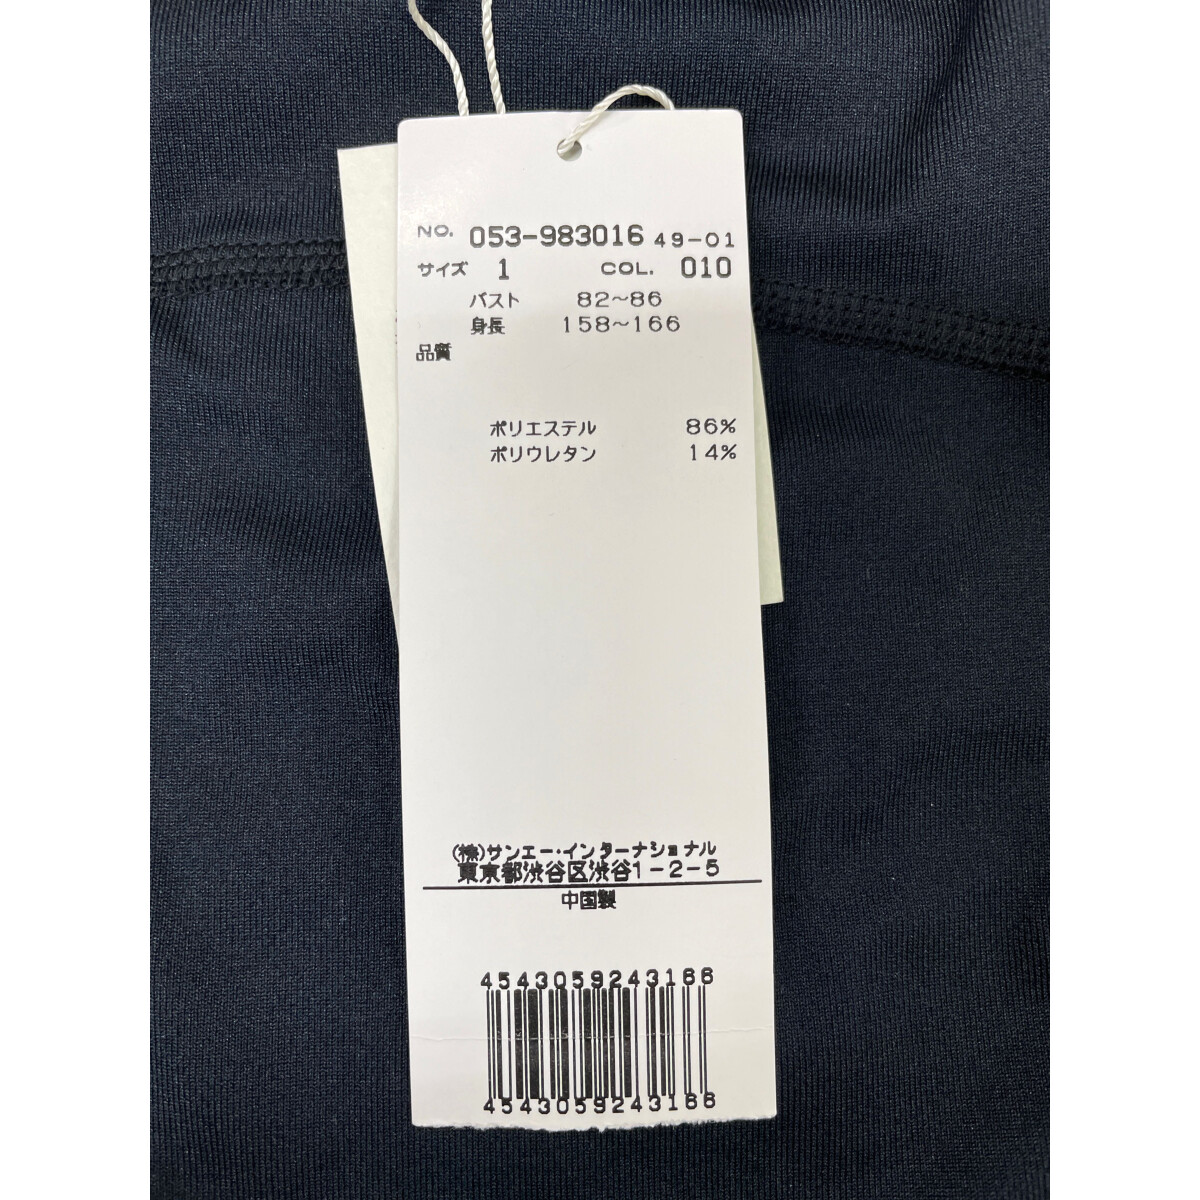 NO. 053-983016 49-01
サイズ 1 COL. 010
バスト 82~86
身長 158~166
品質
ポリエステル 86%
ポリウレタン 14%
(株)サンエー・インターナショナル
東京都渋谷区渋谷1-2-5
中国製
4543059243166
4543059243166